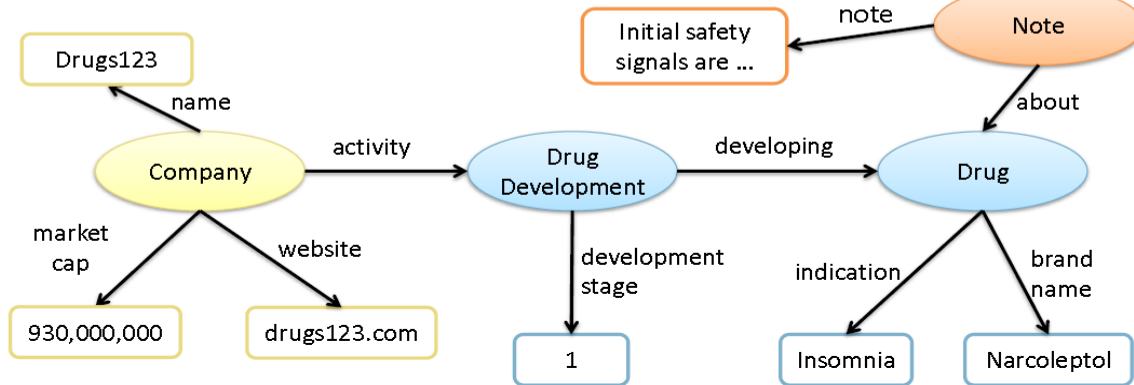 note
Note
Initial safety
signals are ...
Drugs123
name
about
activity
developing
Company
Drug
Development
Drug
market
cap
website
development
stage
indication
brand
name
930,000,000
drugs123.com
1
Insomnia
Narcoleptol